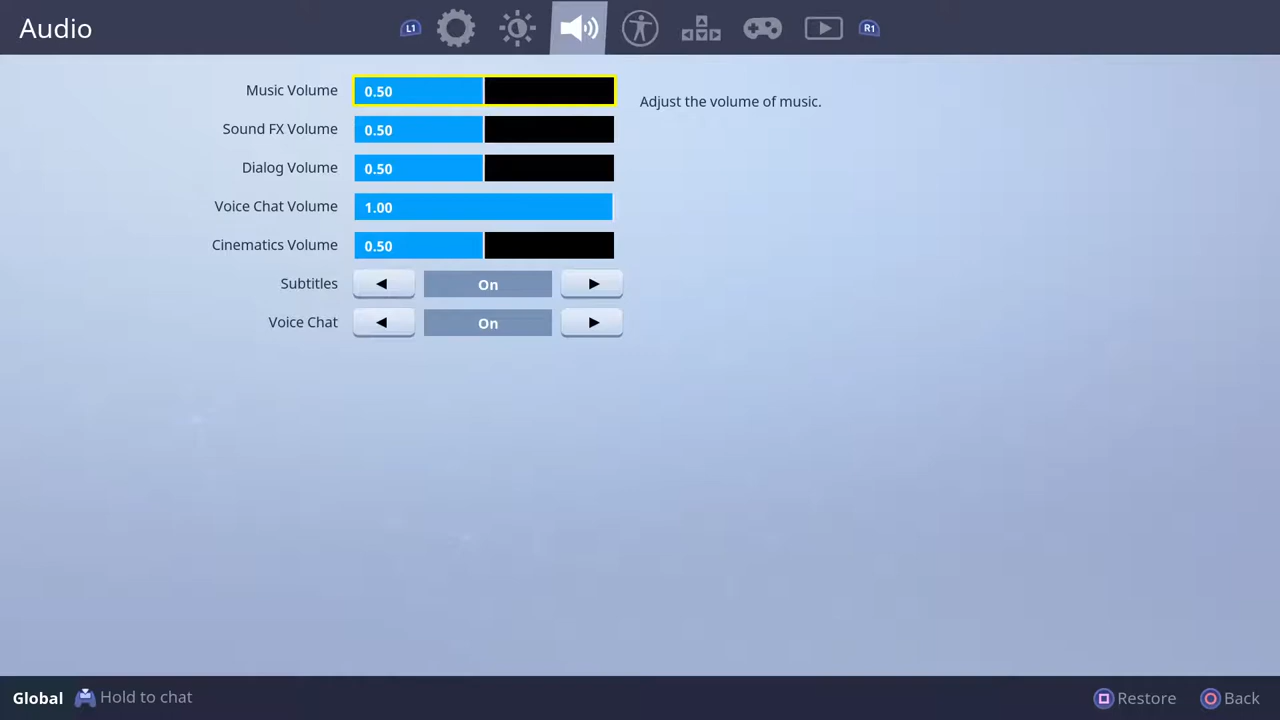 Audio
L1
R1
Music Volume 0.50
Adjust the volume of music.
Sound FX Volume 0.50
Dialog Volume 0.50
Voice Chat Volume 1.00
Cinematics Volume 0.50
Subtitles On
Voice Chat On
Global Hold to chat
Restore Back